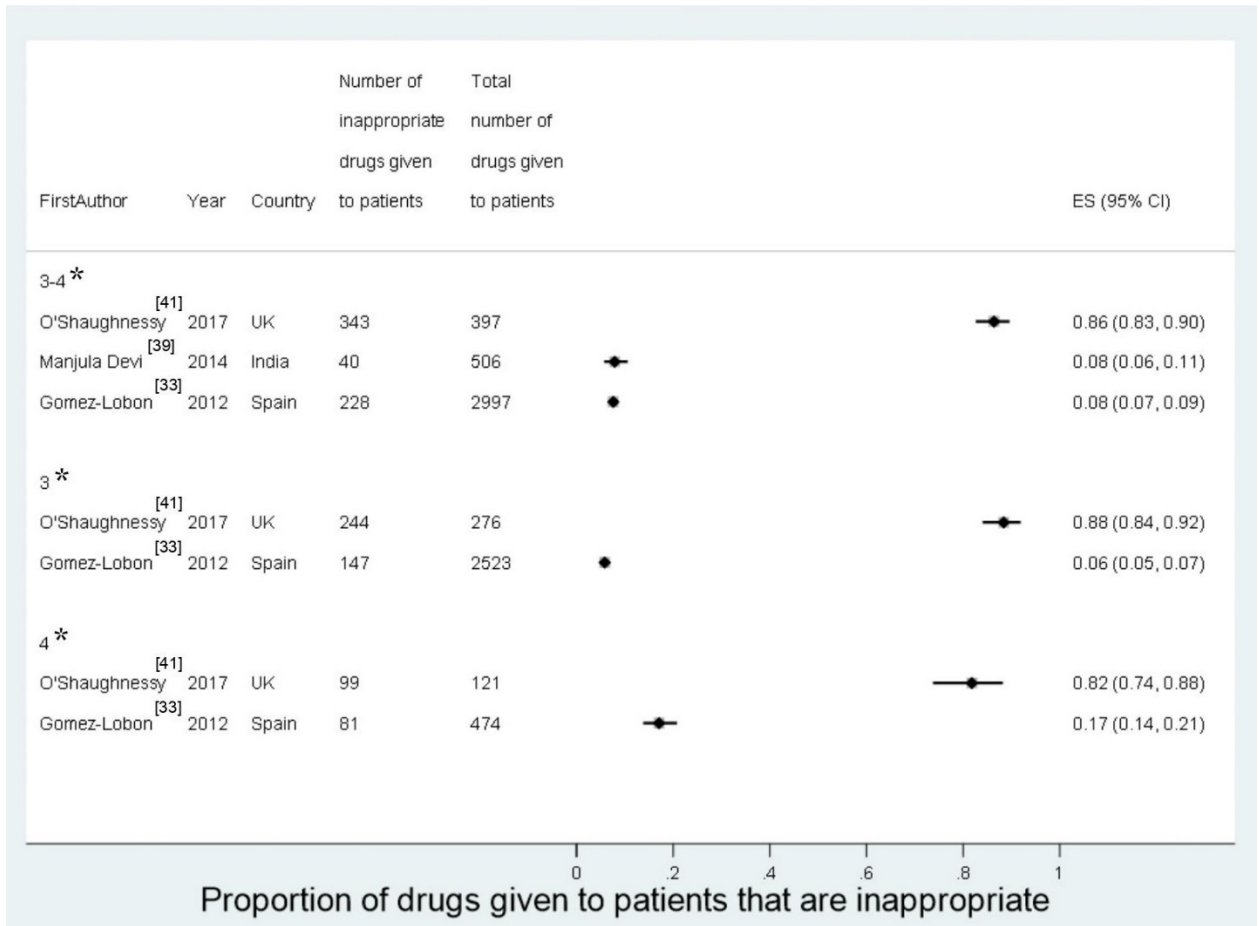 Number of Total
inappropriate number of
drugs given drugs given
FirstAuthor Year Country to patients to patients ES (95% CI)
3-4 *
O'Shaughnessy [41] 2017 UK 343 397 0.86 (0.83, 0.90)
Manjula Devi [39] 2014 India 40 506 0.08 (0.06, 0.11)
Gomez-Lobon [33] 2012 Spain 228 2997 0.08 (0.07, 0.09)
3 *
O'Shaughnessy [41] 2017 UK 244 276 0.88 (0.84, 0.92)
Gomez-Lobon [33] 2012 Spain 147 2523 0.06 (0.05, 0.07)
4 *
O'Shaughnessy [41] 2017 UK 99 121 0.82 (0.74, 0.88)
Gomez-Lobon [33] 2012 Spain 81 474 0.17 (0.14, 0.21)
0 .2 .4 .6 .8 1
Proportion of drugs given to patients that are inappropriate